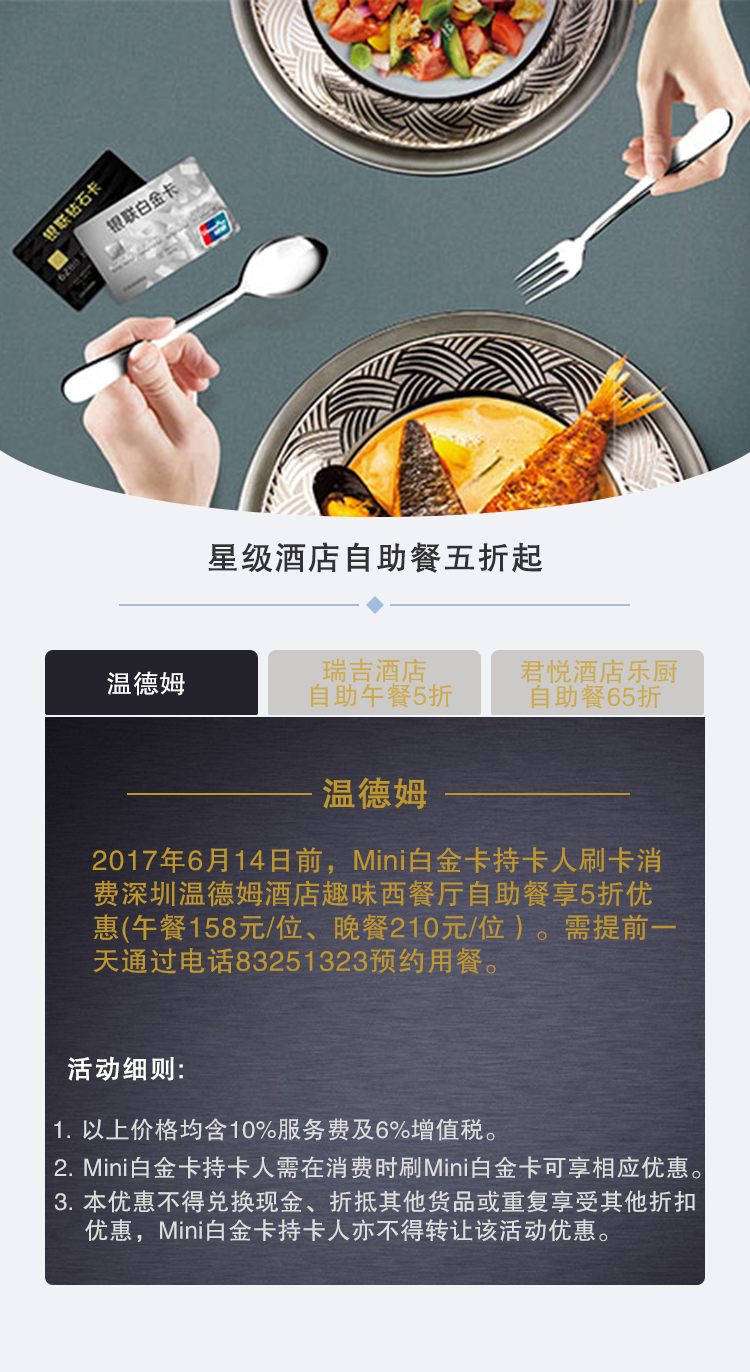 银联钻石卡
银联白金卡
星级酒店自助餐五折起
温德姆
瑞吉酒店
自助午餐5折
君悦酒店乐厨
自助餐65折
温德姆
2017年6月14日前，Mini白金卡持卡人刷卡消
费深圳温德姆酒店趣味西餐厅自助餐享5折优
惠(午餐158元/位、晚餐210元/位）。需提前一
天通过电话83251323预约用餐。
活动细则:
1. 以上价格均含10%服务费及6%增值税。
2. Mini白金卡持卡人需在消费时刷Mini白金卡可享相应优惠。
3. 本优惠不得兑换现金、折抵其他货品或重复享受其他折扣
优惠，Mini白金卡持卡人亦不得转让该活动优惠。